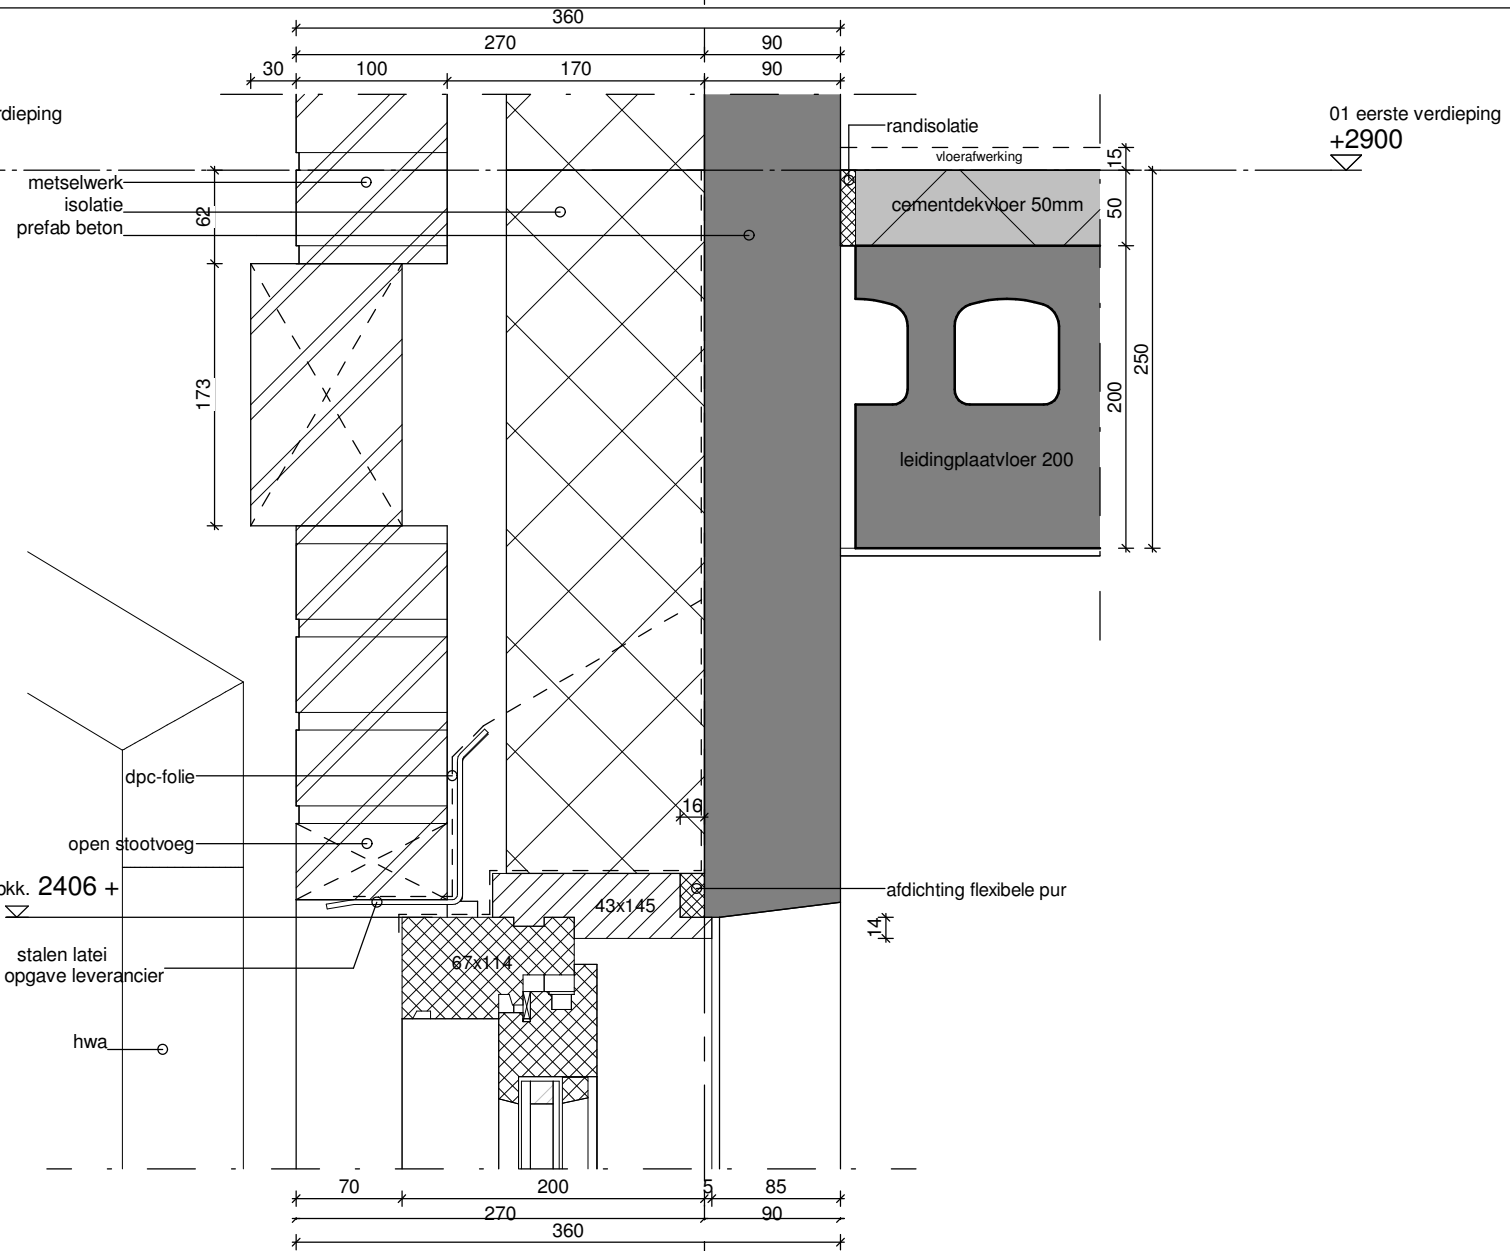 360
270 90
30 100 170 90
rdieping
randisolatie
01 eerste verdieping
+2900
vloerafwerking
15
metselwerk
isolatie
prefab beton
62
cementdekvloer 50mm
50
173
250
200
leidingplaatvloer 200
dpc-folie
16
open stootvoeg
bkk. 2406 +
43x145
afdichting flexibele pur
14
stalen latei
opgave leverancier
67x114
hwa
70 200 5 85
270 90
360